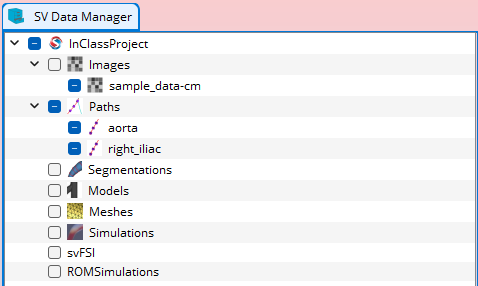 SV Data Manager
InClassProject
Images
sample_data-cm
Paths
aorta
right_iliac
Segmentations
Models
Meshes
Simulations
svFSI
ROMSimulations